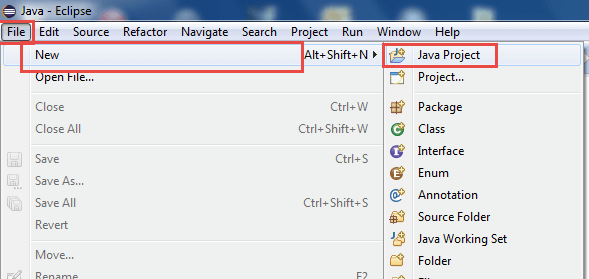 Java - Eclipse
File Edit Source Refactor Navigate Search Project Run Window Help
New Alt+Shift+N
Open File...
Close Ctrl+W
Close All Ctrl+Shift+W
Save Ctrl+S
Save As...
Save All Ctrl+Shift+S
Revert
Move...
Rename... F2
Java Project
Project...
Package
Class
Interface
Enum
Annotation
Source Folder
Java Working Set
Folder